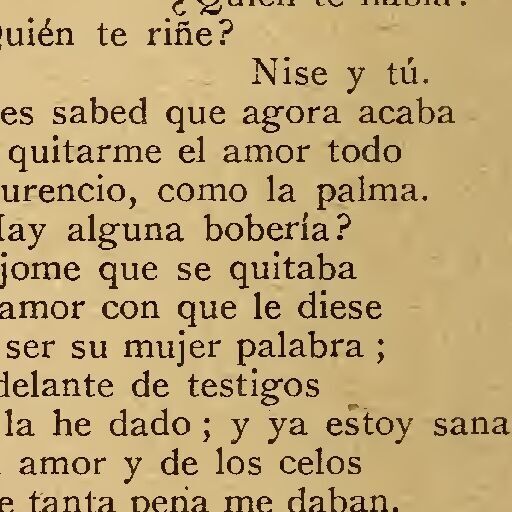 ¿Quién te habla?
uién te riñe?
Nise y tú.
es sabed que agora acaba
quitarme el amor todo
urencio, como la palma.
ay alguna bobería?
jome que se quitaba
amor con que le diese
ser su mujer palabra ;
delante de testigos
la he dado ; y ya estoy sana
amor y de los celos
e tanta pena me daban.